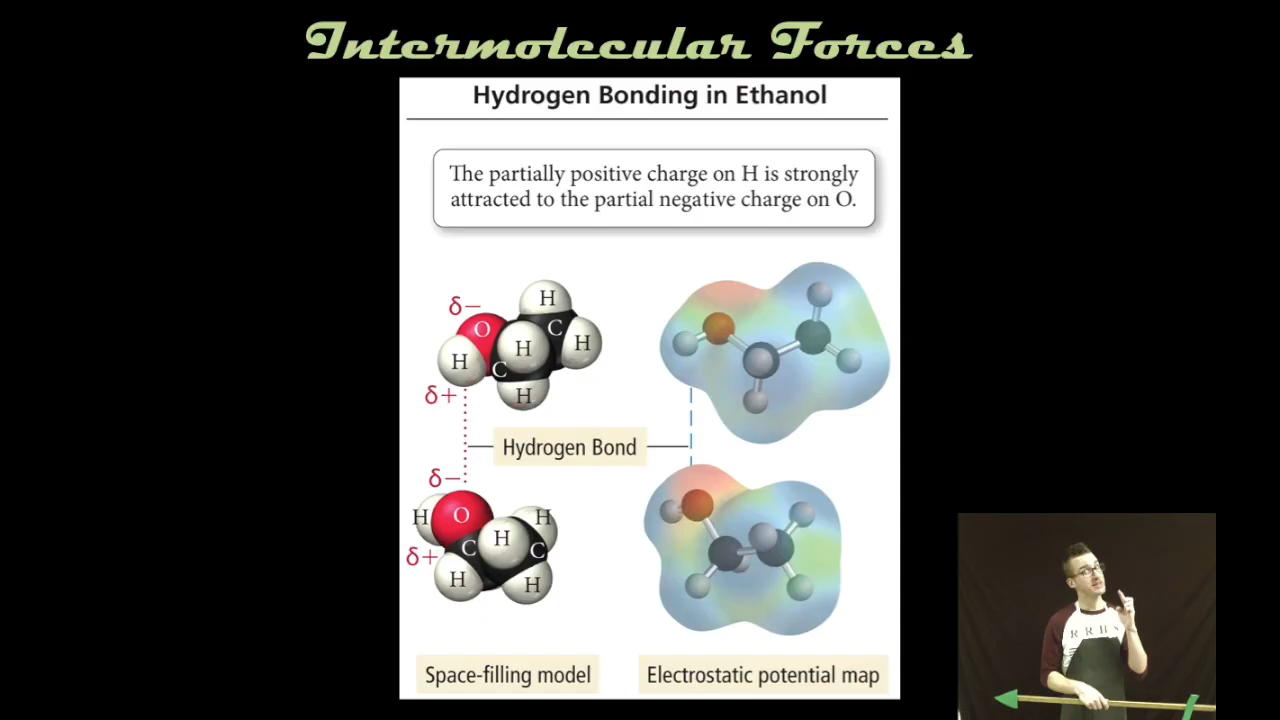 Intermolecular Forces
Hydrogen Bonding in Ethanol
The partially positive charge on H is strongly
attracted to the partial negative charge on O.
δ−
H
O
C
H
H
H
C
δ+
H
Hydrogen Bond
δ−
H
O
H
H
C
C
δ+
H
H
R R H S
Space-filling model
Electrostatic potential map